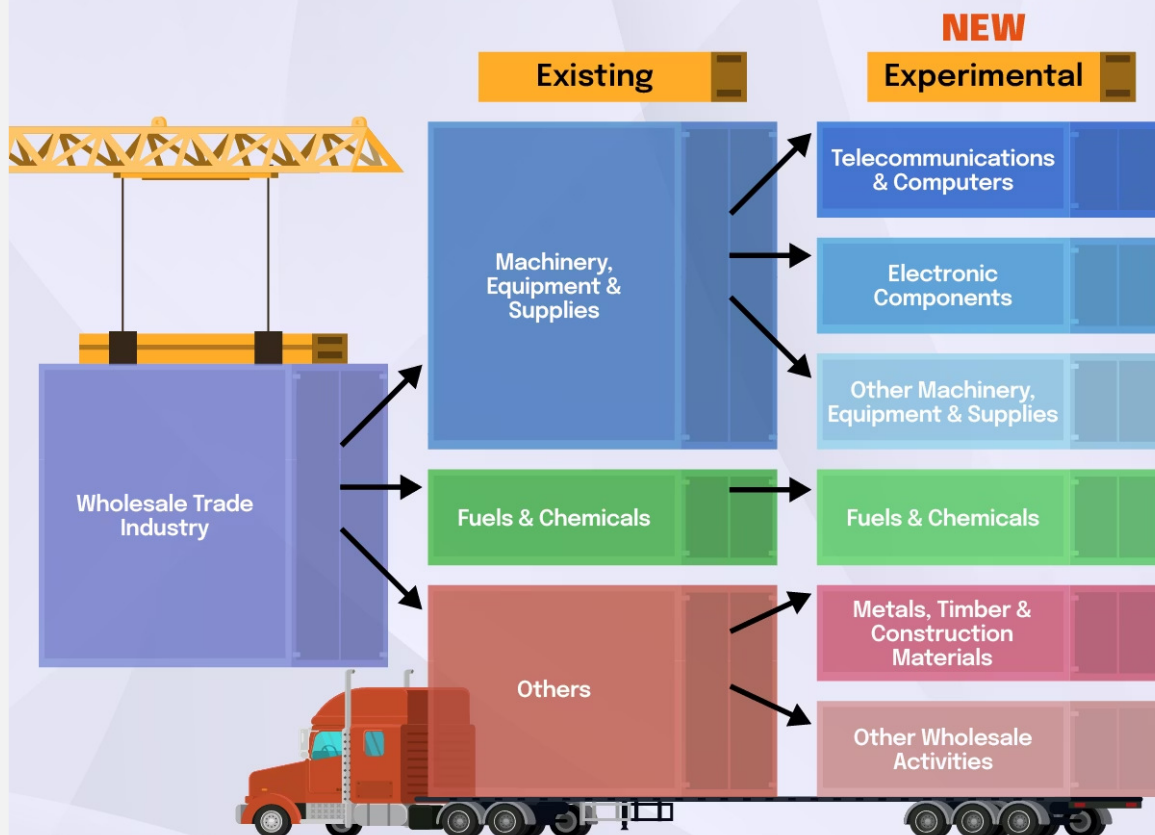 NEW
Existing
Experimental
Telecommunications
& Computers
Machinery,
Equipment &
Supplies
Electronic
Components
Other Machinery,
Equipment & Supplies
Wholesale Trade
Industry
Fuels & Chemicals
Fuels & Chemicals
Metals, Timber &
Construction
Materials
Others
Other Wholesale
Activities